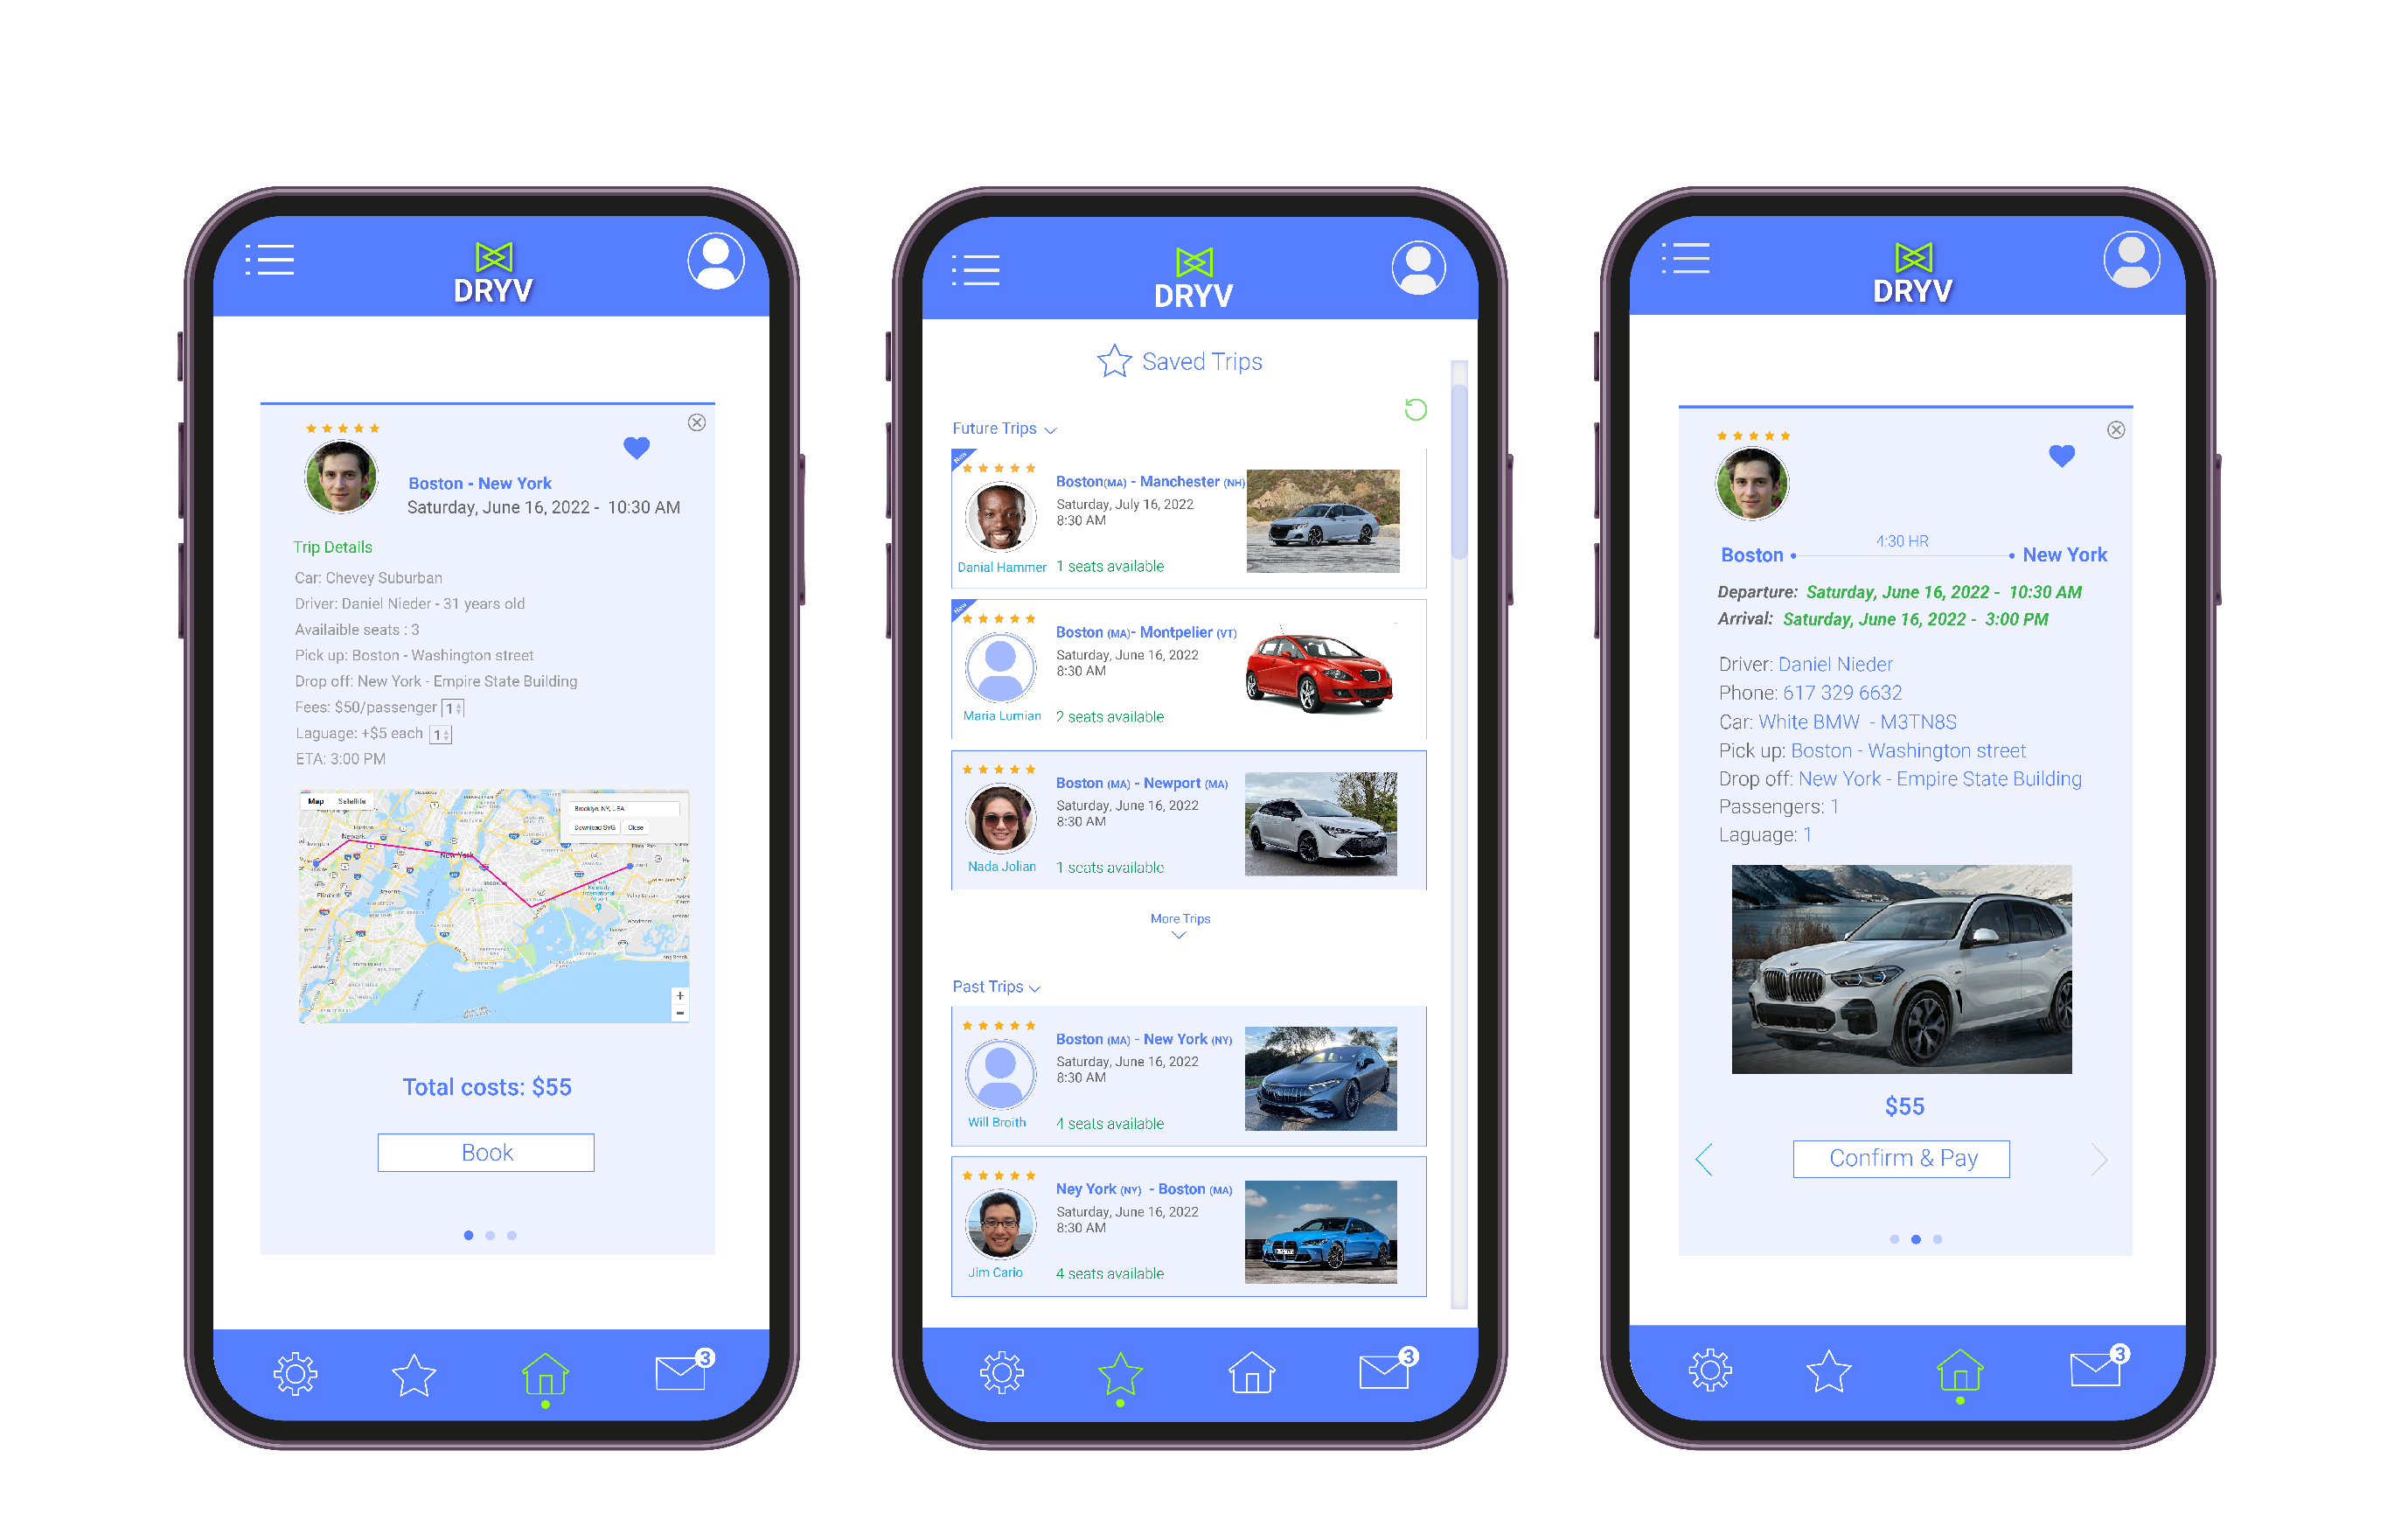 DRYV
Boston - New York
Saturday, June 16, 2022 - 10:30 AM
Trip Details
Car: Chevey Suburban
Driver: Daniel Nieder - 31 years old
Availaible seats : 3
Pick up: Boston - Washington street
Drop off: New York - Empire State Building
Fees: $50/passenger 1
Laguage: +$5 each 1
ETA: 3:00 PM
Map Satellite
Download SVG Close
Newark
New York
Total costs: $55
Book
3
DRYV
Saved Trips
Future Trips
New
Boston(MA) - Manchester (NH)
Saturday, July 16, 2022
8:30 AM
Danial Hammer 1 seats available
New
Boston (MA)- Montpelier (VT)
Saturday, June 16, 2022
8:30 AM
Maria Lumian 2 seats available
Boston (MA) - Newport (MA)
Saturday, June 16, 2022
8:30 AM
Nada Jolian 1 seats available
More Trips
Past Trips
Boston (MA) - New York (NY)
Saturday, June 16, 2022
8:30 AM
Will Broith 4 seats available
Ney York (NY) - Boston (MA)
Saturday, June 16, 2022
8:30 AM
Jim Cario 4 seats available
3
DRYV
4:30 HR
Boston New York
Departure: Saturday, June 16, 2022 - 10:30 AM
Arrival: Saturday, June 16, 2022 - 3:00 PM
Driver: Daniel Nieder
Phone: 617 329 6632
Car: White BMW - M3TN8S
Pick up: Boston - Washington street
Drop off: New York - Empire State Building
Passengers: 1
Laguage: 1
$55
Confirm & Pay
3